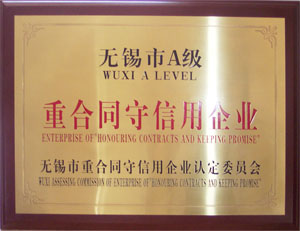 无锡市A级
WUXI A LEVEL
重合同守信用企业
ENTERPRISE OF"HONOURING CONTRACTS AND KEEPING PROMISE"
无锡市重合同守信用企业认定委员会
WUXI ASSESSING COMMISSION OF ENTERPRISE OF"HONOURING CONTRACTS AND KEEPING PROMISE"